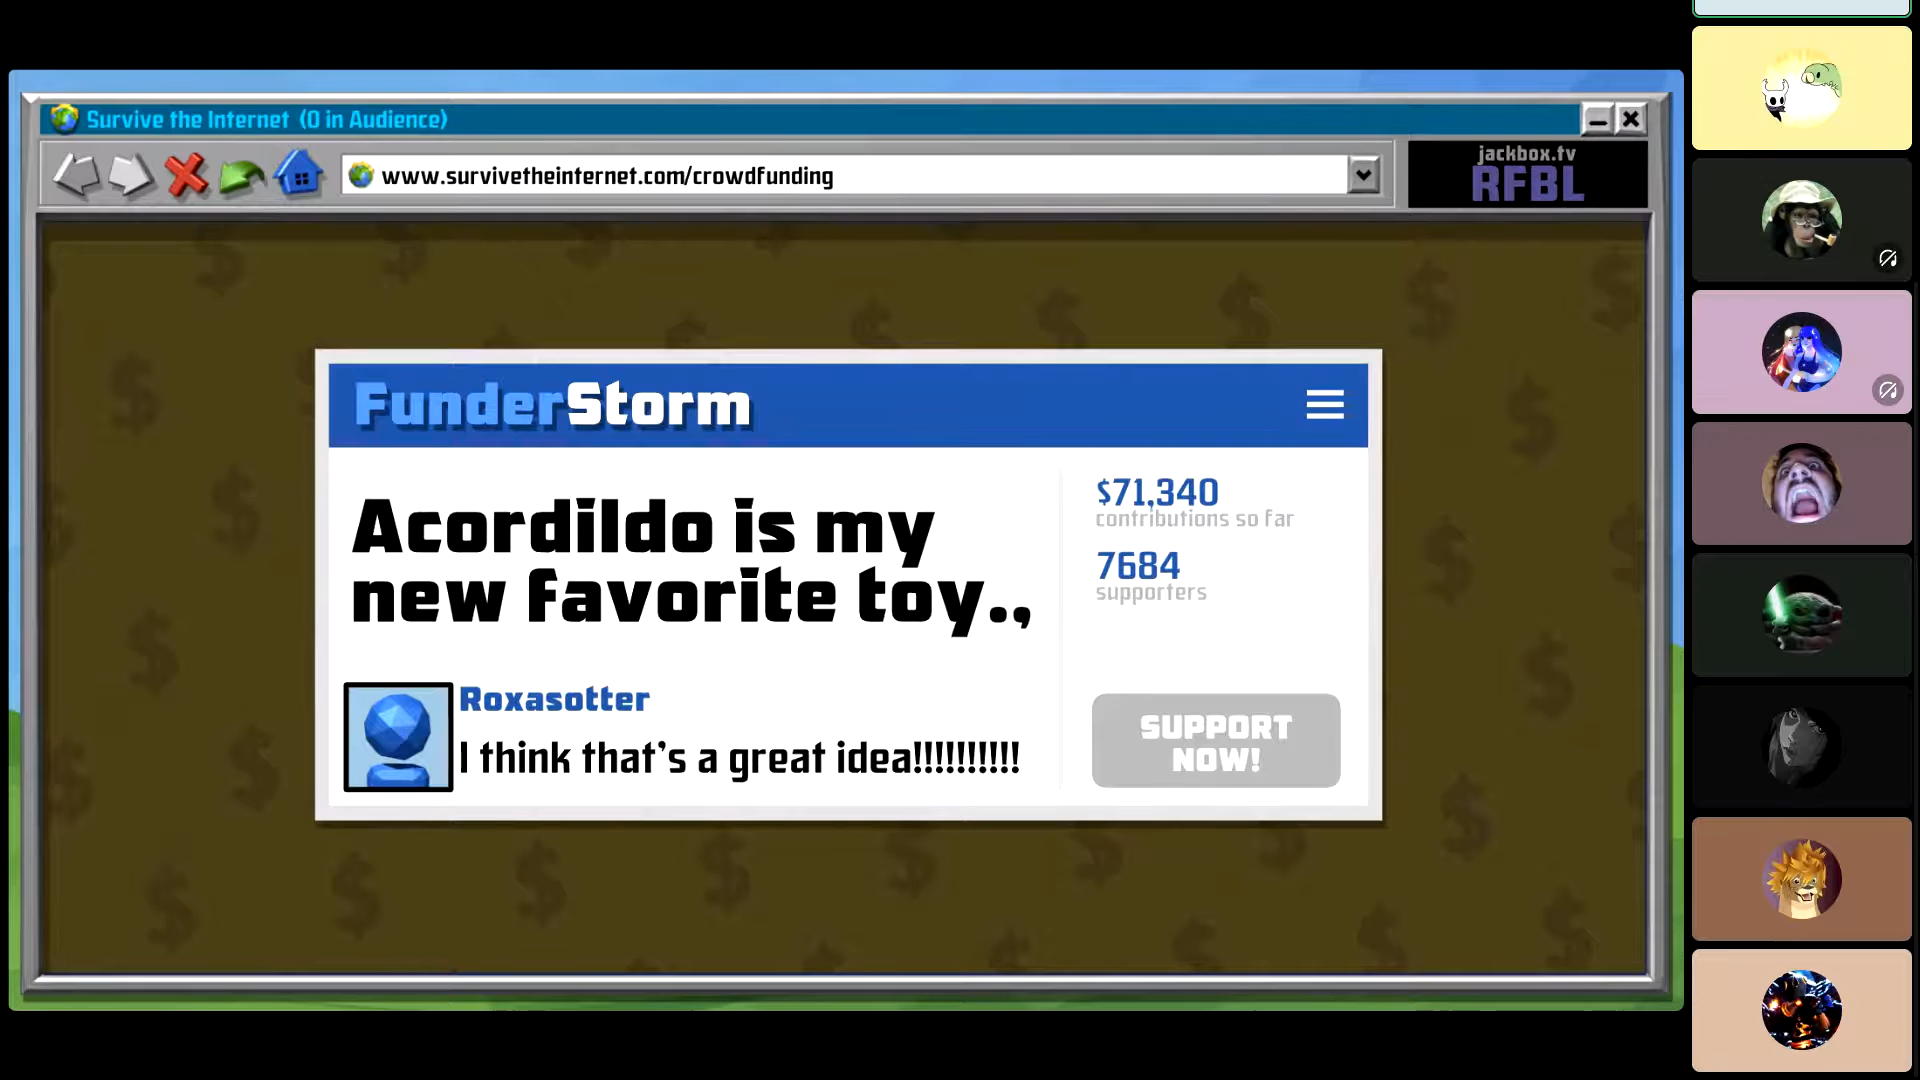 Survive the Internet (0 in Audience)
www.survivetheinternet.com/crowdfunding
jackbox.tv
RFBL
FunderStorm
Acordildo is my
new favorite toy.,
$71,340
contributions so far
7684
supporters
Roxasotter
I think that's a great idea!!!!!!!!!!
SUPPORT
NOW!